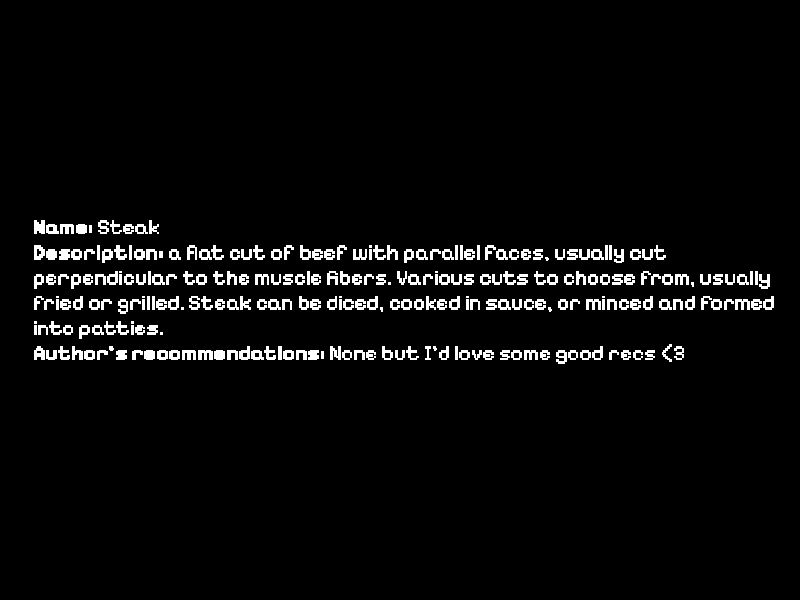 Name: Steak
Description: a flat cut of beef with parallel faces, usually cut
perpendicular to the muscle fibers. Various cuts to choose from, usually
fried or grilled. Steak can be diced, cooked in sauce, or minced and formed
into patties.
Author's recommendations: None but I'd love some good recs <3